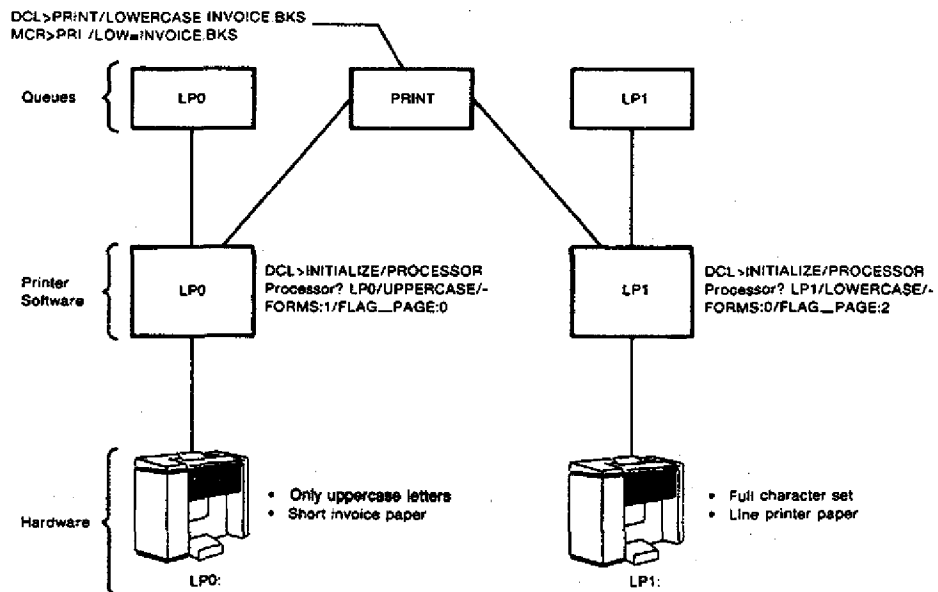 DCL>PRINT/LOWERCASE INVOICE.BKS
MCR>PRI /LOW=INVOICE.BKS
Queues
LP0
PRINT
LP1
Printer
Software
LP0
DCL>INITIALIZE/PROCESSOR
Processor? LP0/UPPERCASE/-
FORMS:1/FLAG_PAGE:0
LP1
DCL>INITIALIZE/PROCESSOR
Processor? LP1/LOWERCASE/-
FORMS:0/FLAG_PAGE:2
Hardware
• Only uppercase letters
• Short invoice paper
LP0:
• Full character set
• Line printer paper
LP1: